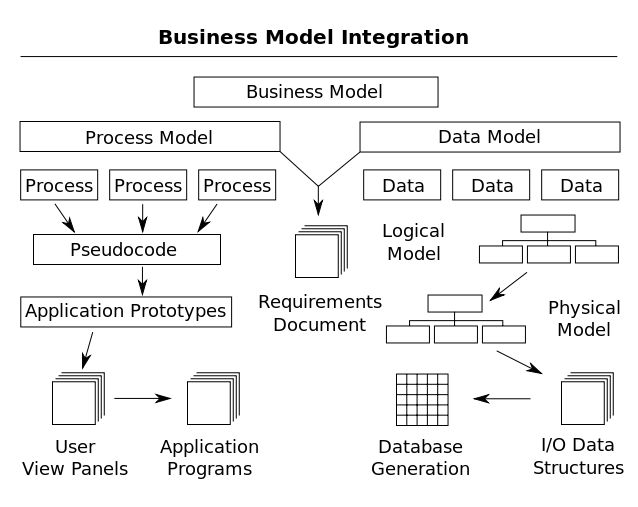 Business Model Integration
Business Model
Process Model
Data Model
Process
Process
Process
Data
Data
Data
Pseudocode
Logical
Model
Application Prototypes
Requirements
Document
Physical
Model
User
View Panels
Application
Programs
Database
Generation
I/O Data
Structures